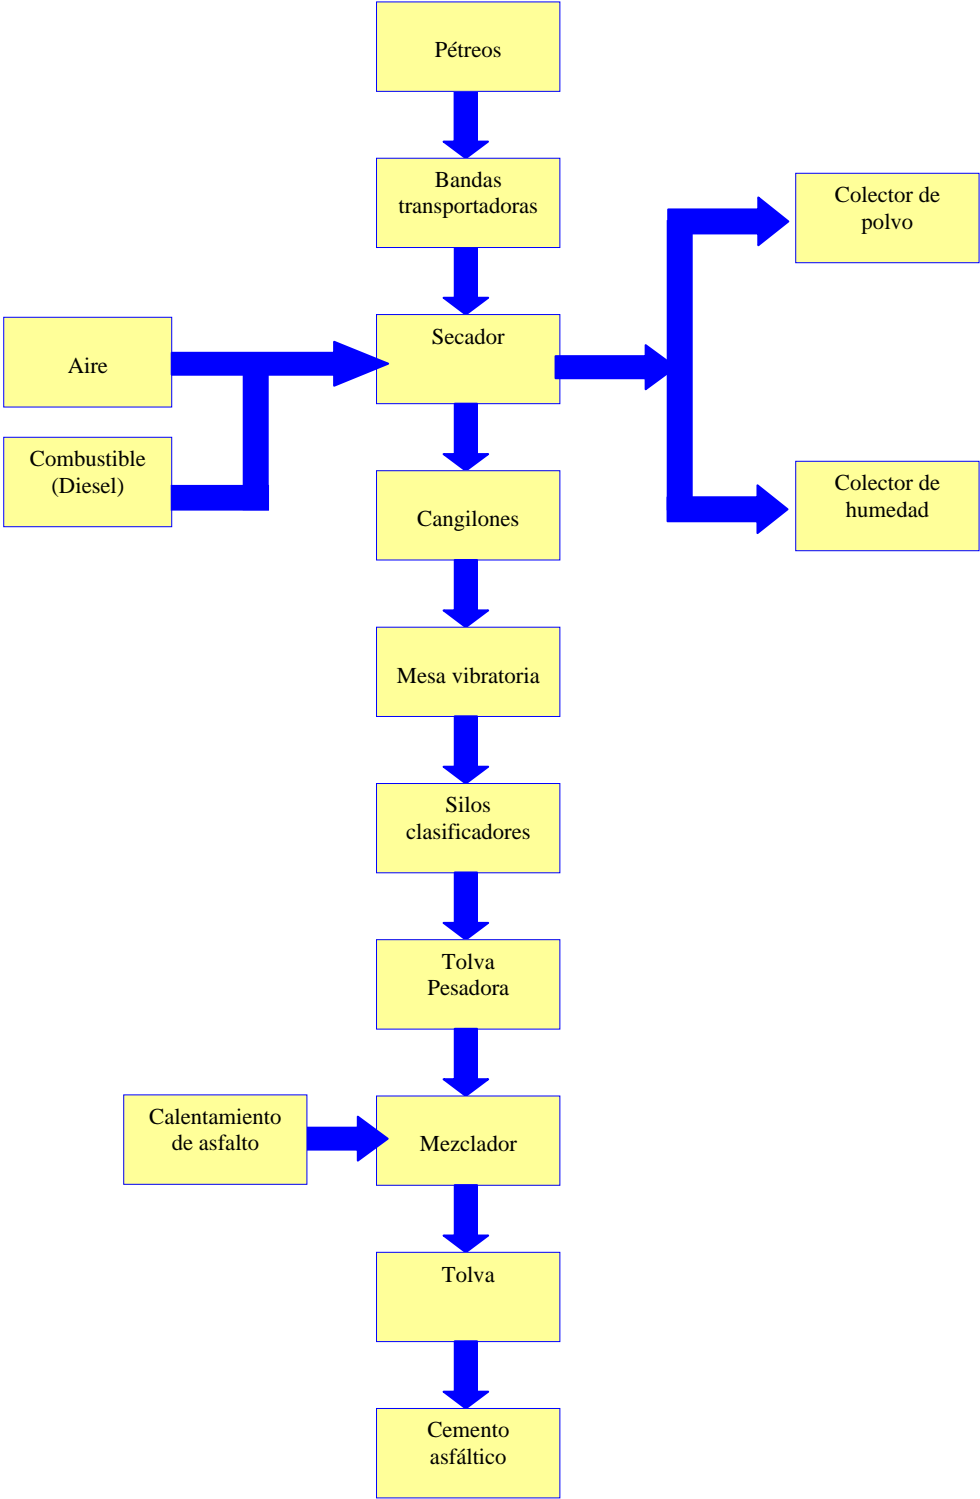 Pétreos
Bandas
transportadoras
Colector de
polvo
Secador
Aire
Combustible
(Diesel)
Colector de
humedad
Cangilones
Mesa vibratoria
Silos
clasificadores
Tolva
Pesadora
Calentamiento
de asfalto
Mezclador
Tolva
Cemento
asfáltico